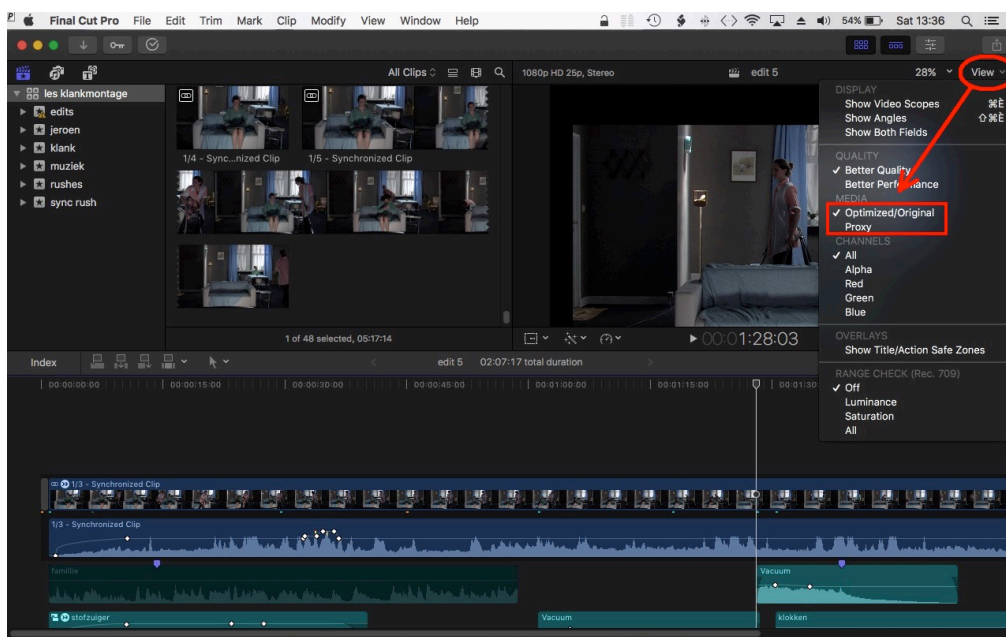 Final Cut Pro File Edit Trim Mark Clip Modify View Window Help 54% Sat 13:36
All Clips 1080p HD 25p, Stereo edit 5 28% View
les klankmontage
edits
jeroen
klank
muziek
rushes
sync rush
1/4 - Sync...nized Clip 1/5 - Synchronized Clip
1 of 48 selected, 05:17:14
00:00 1:28:03
DISPLAY
Show Video Scopes ⌘E
Show Angles ⇧⌘E
Show Both Fields
QUALITY
✓ Better Quality
Better Performance
MEDIA
✓ Optimized/Original
Proxy
CHANNELS
✓ All
Alpha
Red
Green
Blue
OVERLAYS
Show Title/Action Safe Zones
RANGE CHECK (Rec. 709)
✓ Off
Luminance
Saturation
All
Index edit 5 02:07:17 total duration
00:00:00:00 00:00:15:00 00:00:30:00 00:00:45:00 00:01:00:00 00:01:15:00 00:01:30
1/3 - Synchronized Clip
1/3 - Synchronized Clip
familie Vacuum
stofzuiger Vacuum klokken